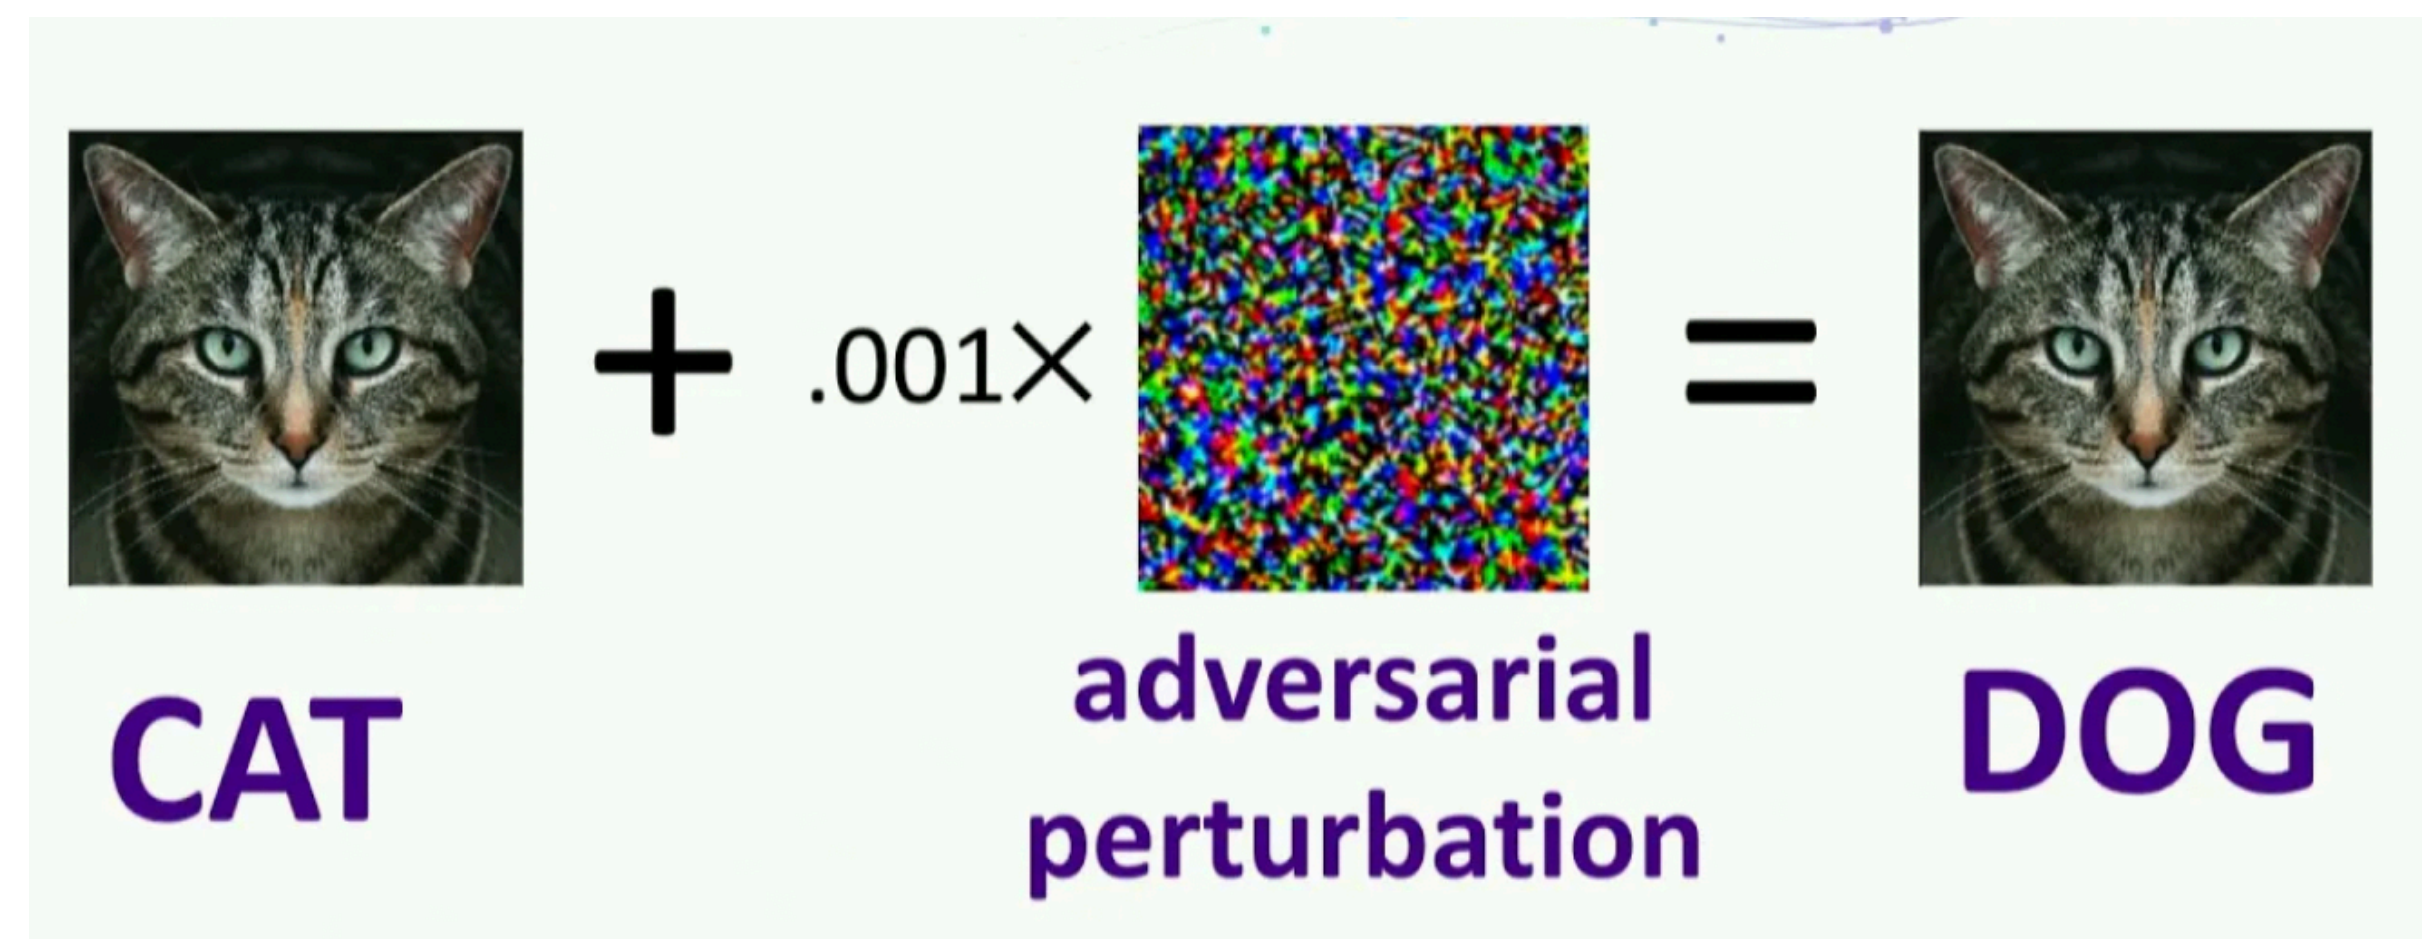 + .001× =
CAT
adversarial
perturbation
DOG